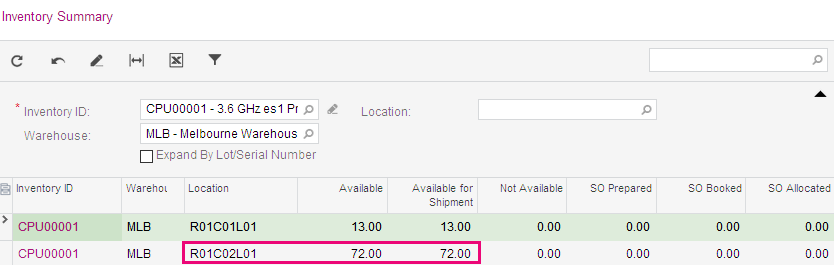 Inventory Summary
* Inventory ID: CPU00001 - 3.6 GHz es1 Pr Location:
Warehouse: MLB - Melbourne Warehous
Expand By Lot/Serial Number
Inventory ID Warehou Location Available Available for Shipment Not Available SO Prepared SO Booked SO Allocated
CPU00001 MLB R01C01L01 13.00 13.00 0.00 0.00 0.00 0.00
CPU00001 MLB R01C02L01 72.00 72.00 0.00 0.00 0.00 0.00